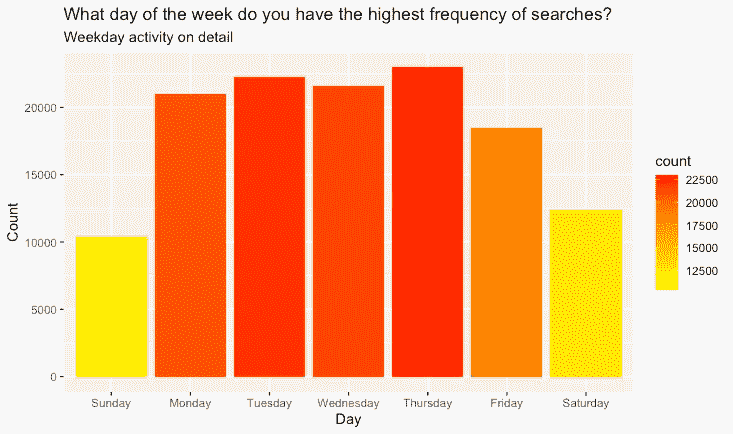 What day of the week do you have the highest frequency of searches?
Weekday activity on detail
Count
20000
15000
10000
5000
0
Sunday Monday Tuesday Wednesday Thursday Friday Saturday
Day
count
22500
20000
17500
15000
12500